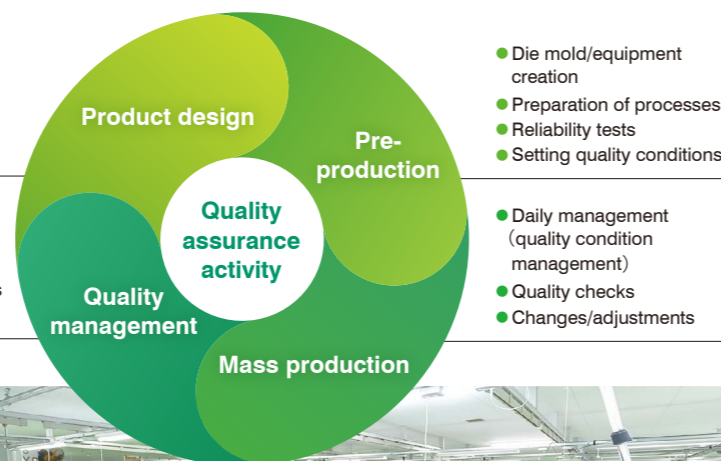 Product design
Pre-
production
Quality
assurance
activity
Quality
management
Mass production
● Die mold/equipment
creation
● Preparation of processes
● Reliability tests
● Setting quality conditions
● Daily management
（quality condition
management）
● Quality checks
● Changes/adjustments